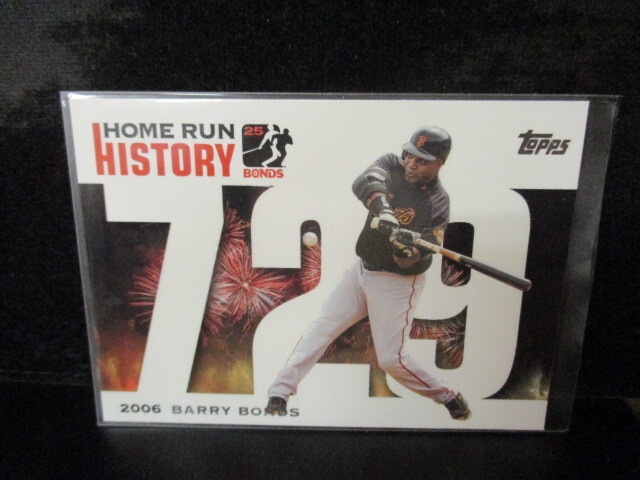 HOME RUN
HISTORY
25
BONDS
Topps
729
2006 BARRY BONDS